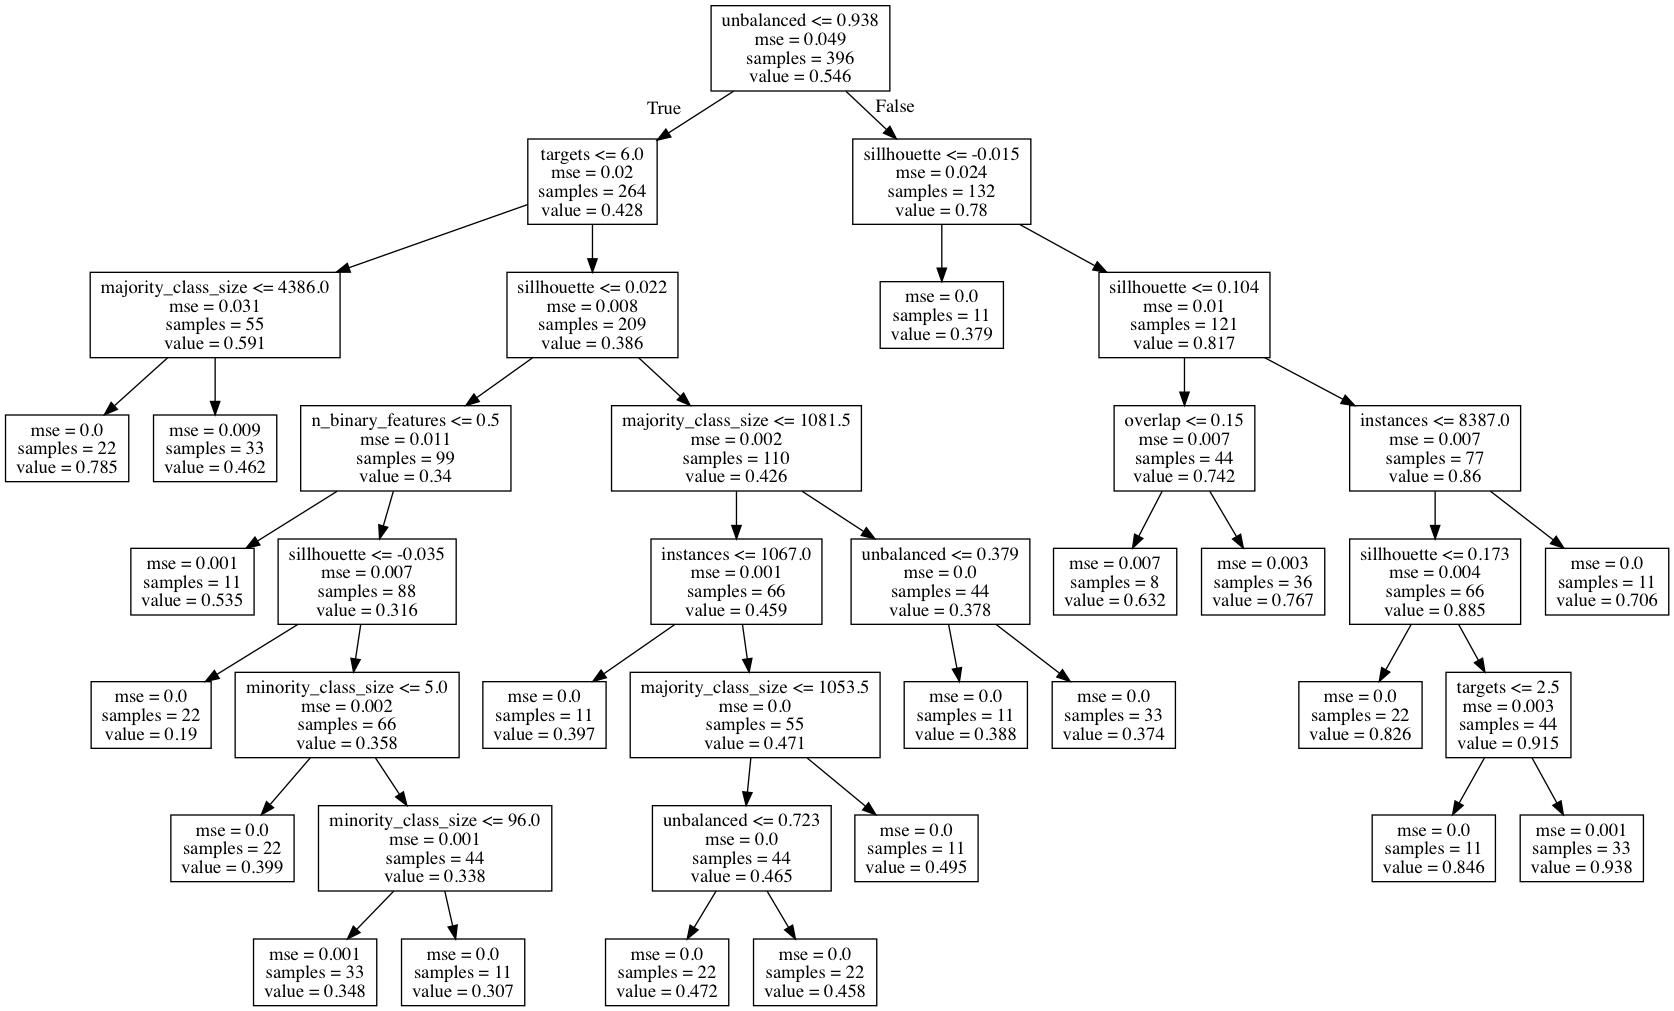 unbalanced <= 0.938
mse = 0.049
samples = 396
value = 0.546
True
False
targets <= 6.0
mse = 0.02
samples = 264
value = 0.428
sillhouette <= -0.015
mse = 0.024
samples = 132
value = 0.78
majority_class_size <= 4386.0
mse = 0.031
samples = 55
value = 0.591
sillhouette <= 0.022
mse = 0.008
samples = 209
value = 0.386
mse = 0.0
samples = 11
value = 0.379
sillhouette <= 0.104
mse = 0.01
samples = 121
value = 0.817
mse = 0.0
samples = 22
value = 0.785
mse = 0.009
samples = 33
value = 0.462
n_binary_features <= 0.5
mse = 0.011
samples = 99
value = 0.34
majority_class_size <= 1081.5
mse = 0.002
samples = 110
value = 0.426
overlap <= 0.15
mse = 0.007
samples = 44
value = 0.742
instances <= 8387.0
mse = 0.007
samples = 77
value = 0.86
mse = 0.001
samples = 11
value = 0.535
sillhouette <= -0.035
mse = 0.007
samples = 88
value = 0.316
instances <= 1067.0
mse = 0.001
samples = 66
value = 0.459
unbalanced <= 0.379
mse = 0.0
samples = 44
value = 0.378
mse = 0.007
samples = 8
value = 0.632
mse = 0.003
samples = 36
value = 0.767
sillhouette <= 0.173
mse = 0.004
samples = 66
value = 0.885
mse = 0.0
samples = 11
value = 0.706
mse = 0.0
samples = 22
value = 0.19
minority_class_size <= 5.0
mse = 0.002
samples = 66
value = 0.358
mse = 0.0
samples = 11
value = 0.397
majority_class_size <= 1053.5
mse = 0.0
samples = 55
value = 0.471
mse = 0.0
samples = 11
value = 0.388
mse = 0.0
samples = 33
value = 0.374
mse = 0.0
samples = 22
value = 0.826
targets <= 2.5
mse = 0.003
samples = 44
value = 0.915
mse = 0.0
samples = 22
value = 0.399
minority_class_size <= 96.0
mse = 0.001
samples = 44
value = 0.338
unbalanced <= 0.723
mse = 0.0
samples = 44
value = 0.465
mse = 0.0
samples = 11
value = 0.495
mse = 0.0
samples = 11
value = 0.846
mse = 0.001
samples = 33
value = 0.938
mse = 0.001
samples = 33
value = 0.348
mse = 0.0
samples = 11
value = 0.307
mse = 0.0
samples = 22
value = 0.472
mse = 0.0
samples = 22
value = 0.458